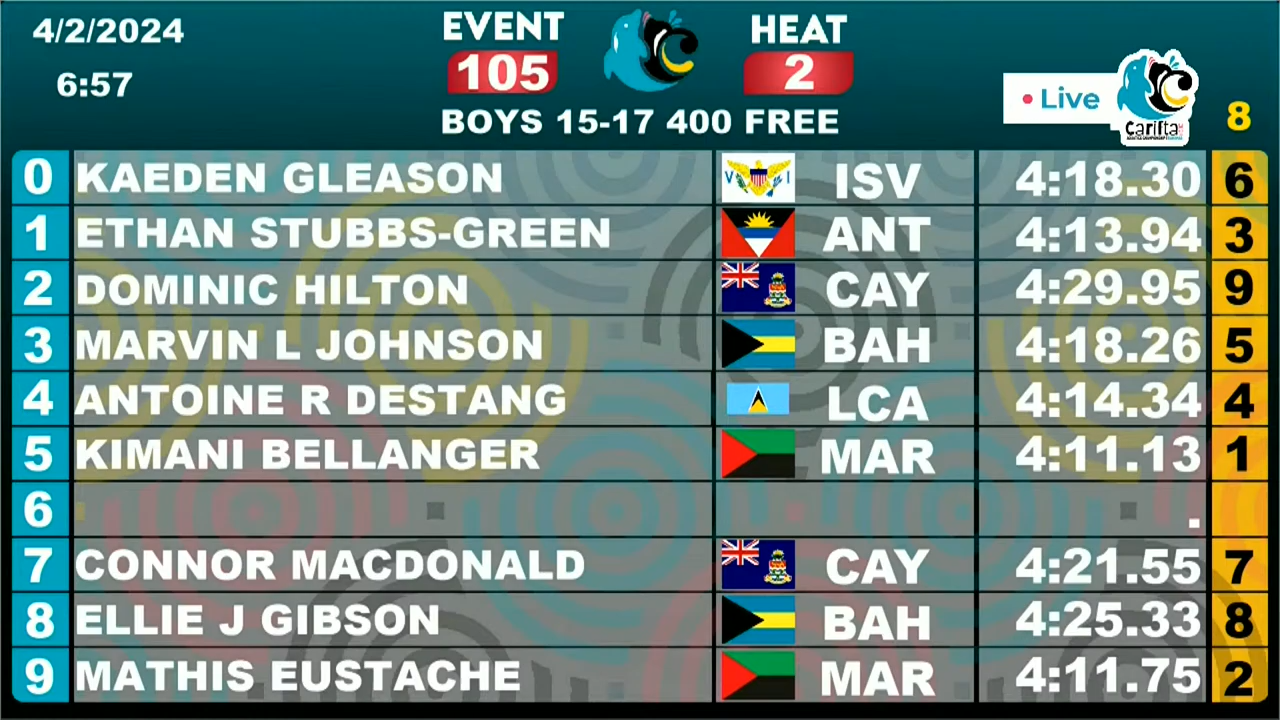 4/2/2024
6:57
EVENT
105
HEAT
2
BOYS 15-17 400 FREE
Live
Carifta
8
0 KAEDEN GLEASON V I ISV 4:18.30 6
1 ETHAN STUBBS-GREEN ANT 4:13.94 3
2 DOMINIC HILTON CAY 4:29.95 9
3 MARVIN L JOHNSON BAH 4:18.26 5
4 ANTOINE R DESTANG LCA 4:14.34 4
5 KIMANI BELLANGER MAR 4:11.13 1
6 .
7 CONNOR MACDONALD CAY 4:21.55 7
8 ELLIE J GIBSON BAH 4:25.33 8
9 MATHIS EUSTACHE MAR 4:11.75 2